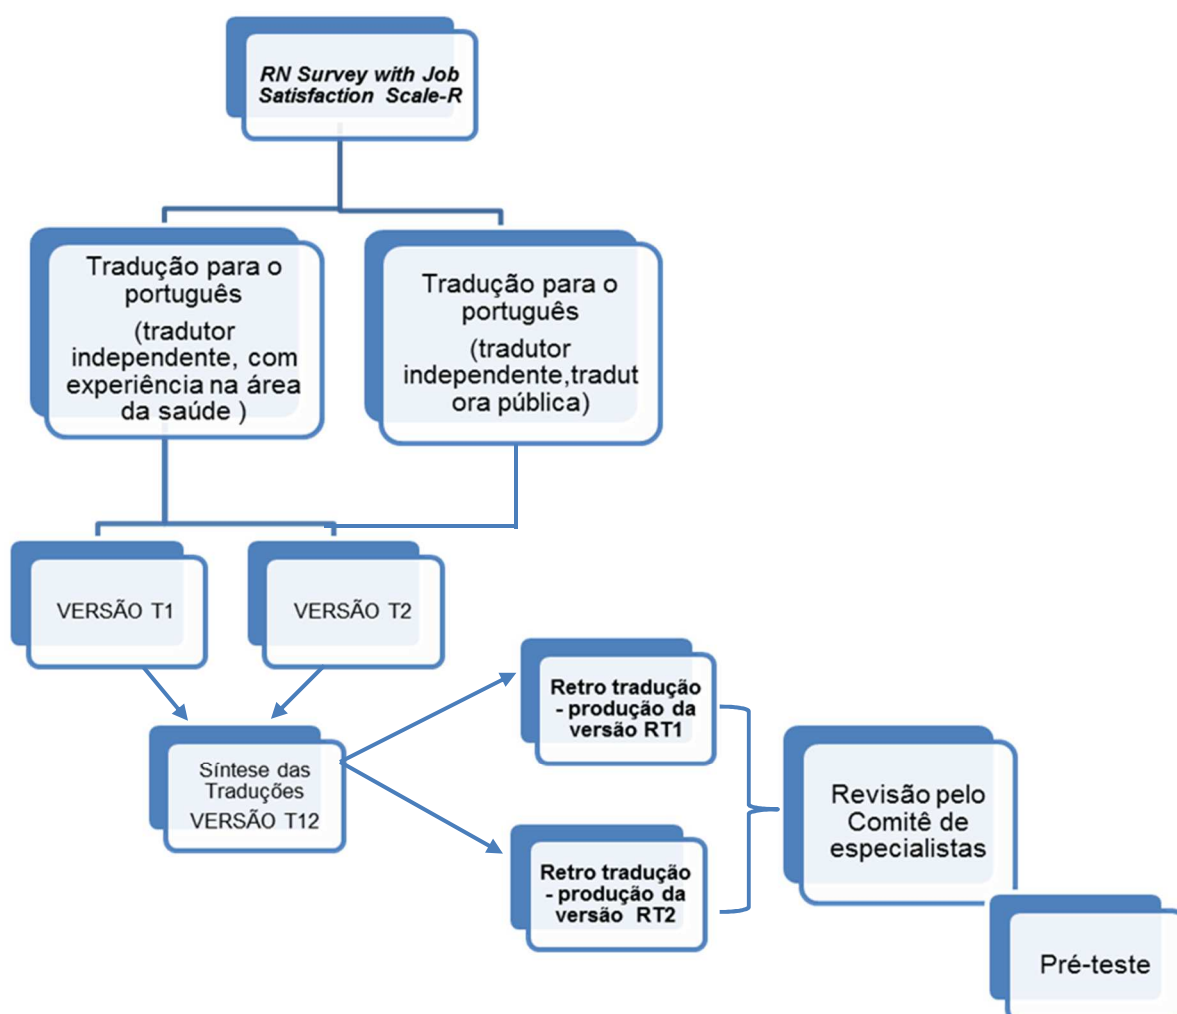 RN Survey with Job
Satisfaction Scale-R
Tradução para o
português
(tradutor
independente, com
experiência na área
da saúde )
Tradução para o
português
(tradutor
independente,tradut
ora pública)
VERSÃO T1
VERSÃO T2
Síntese das
Traduções
VERSÃO T12
Retro tradução
- produção da
versão RT1
Retro tradução
- produção da
versão RT2
Revisão pelo
Comitê de
especialistas
Pré-teste